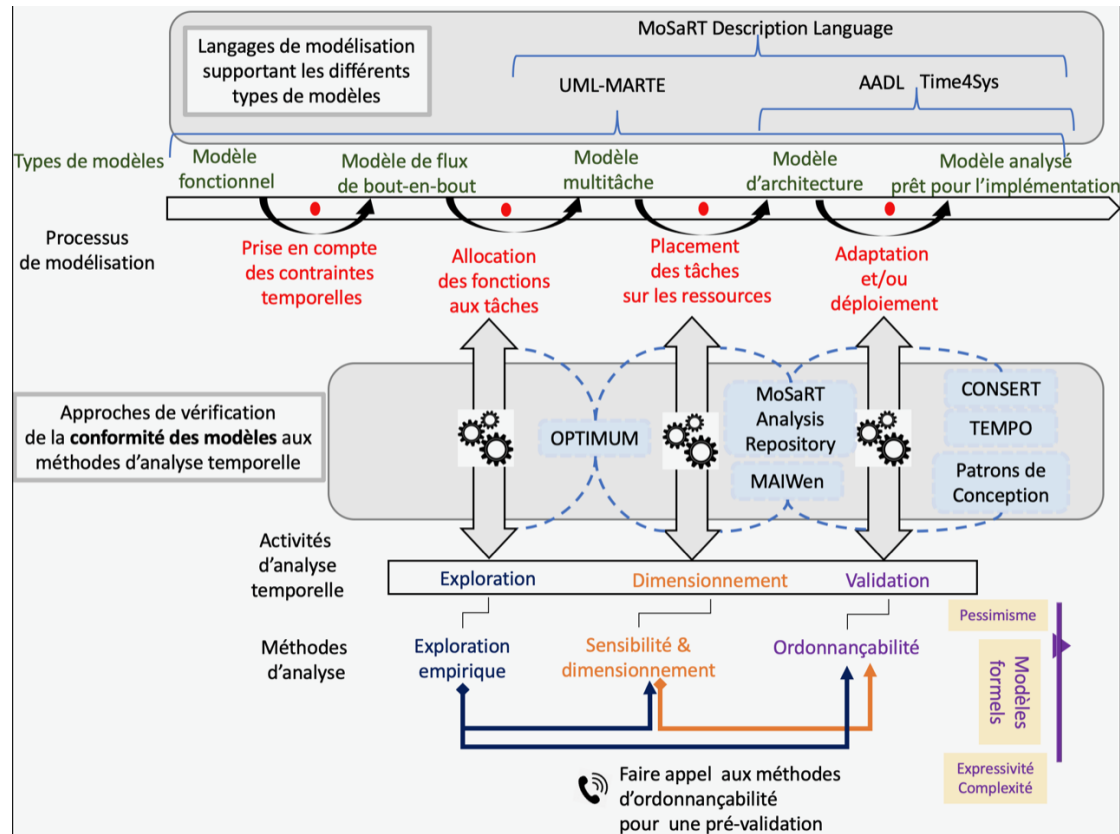 MoSaRT Description Language
Langages de modélisation
supportant les différents
types de modèles
UML-MARTE
AADL Time4Sys
Types de modèles
Modèle
fonctionnel
Modèle de flux
de bout-en-bout
Modèle
multitâche
Modèle
d’architecture
Modèle analysé
prêt pour l’implémentation
Processus
de modélisation
Prise en compte
des contraintes
temporelles
Allocation
des fonctions
aux tâches
Placement
des tâches
sur les ressources
Adaptation
et/ou
déploiement
Approches de vérification
de la conformité des modèles aux
méthodes d’analyse temporelle
OPTIMUM
MoSaRT
Analysis
Repository
MAIWen
CONSERT
TEMPO
Patrons de
Conception
Activités
d’analyse
temporelle
Exploration
Dimensionnement
Validation
Méthodes
d’analyse
Exploration
empirique
Sensibilité &
dimensionnement
Ordonnançabilité
Pessimisme
Modèles
formels
Expressivité
Complexité
Faire appel aux méthodes
d’ordonnançabilité
pour une pré-validation